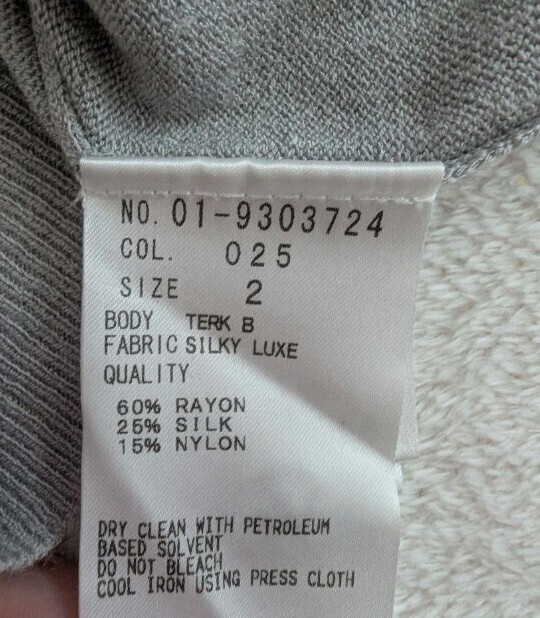 NO. 01-9303724
COL. 025
SIZE 2
BODY TERK B
FABRIC SILKY LUXE
QUALITY
60% RAYON
25% SILK
15% NYLON
DRY CLEAN WITH PETROLEUM
BASED SOLVENT
DO NOT BLEACH
COOL IRON USING PRESS CLOTH